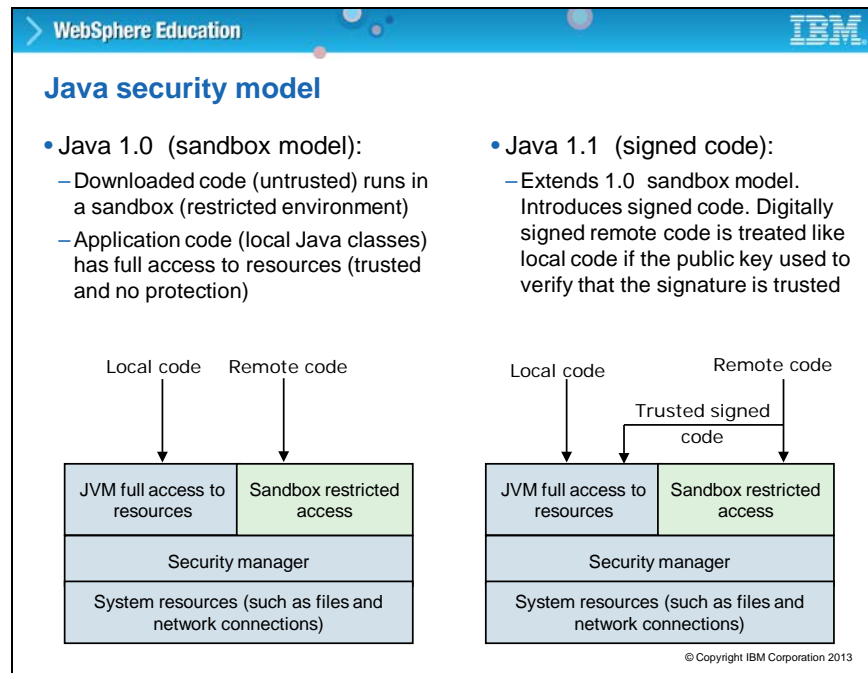 WebSphere Education
IBM
Java security model
• Java 1.0 (sandbox model):
– Downloaded code (untrusted) runs in
a sandbox (restricted environment)
– Application code (local Java classes)
has full access to resources (trusted
and no protection)
• Java 1.1 (signed code):
– Extends 1.0 sandbox model.
Introduces signed code. Digitally
signed remote code is treated like
local code if the public key used to
verify that the signature is trusted
Local code
Remote code
JVM full access to
resources
Sandbox restricted
access
Security manager
System resources (such as files and
network connections)
Local code
Remote code
Trusted signed
code
JVM full access to
resources
Sandbox restricted
access
Security manager
System resources (such as files and
network connections)
© Copyright IBM Corporation 2013